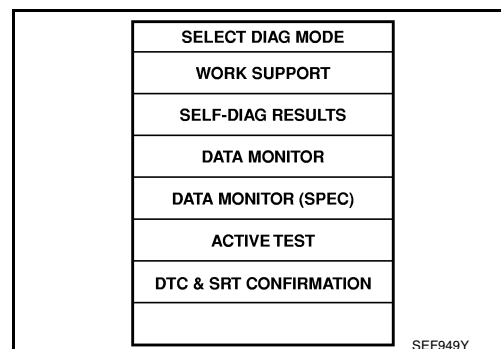 SELECT DIAG MODE
WORK SUPPORT
SELF-DIAG RESULTS
DATA MONITOR
DATA MONITOR (SPEC)
ACTIVE TEST
DTC & SRT CONFIRMATION
SEF949Y